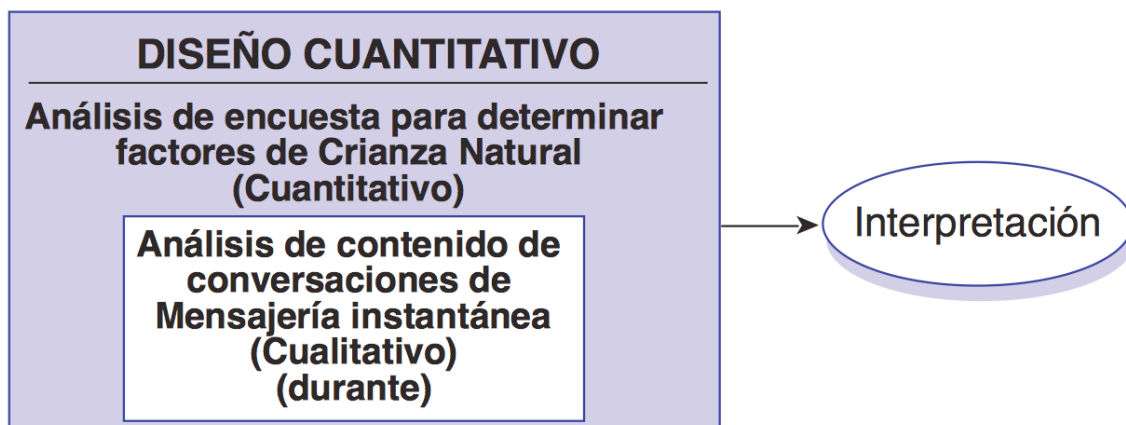 DISEÑO CUANTITATIVO
Análisis de encuesta para determinar
factores de Crianza Natural
(Cuantitativo)
Análisis de contenido de
conversaciones de
Mensajería instantánea
(Cualitativo)
(durante)
Interpretación